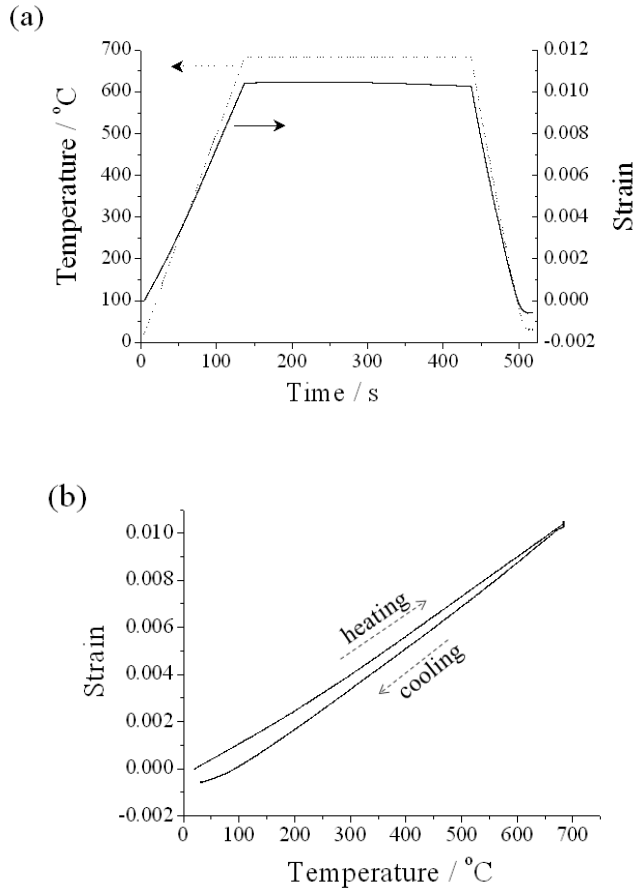 (a)
700
600
500
400
300
200
100
0
Temperature / °C
0.012
0.010
0.008
0.006
0.004
0.002
0.000
-0.002
Strain
0 100 200 300 400 500
Time / s
(b)
0.010
0.008
0.006
0.004
0.002
0.000
-0.002
Strain
heating
cooling
0 100 200 300 400 500 600 700
Temperature / °C